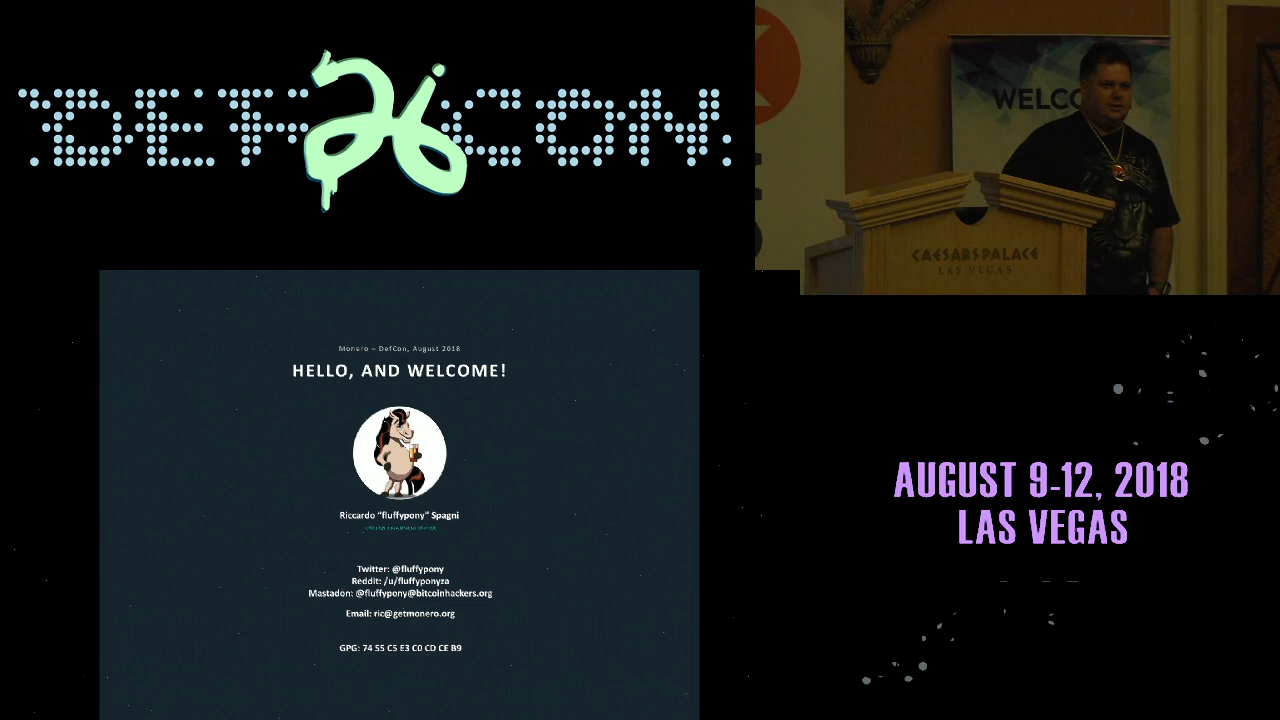 DEF 26 CON
WELCO
CAESARS PALACE
LAS VEGAS
Monero – DefCon, August 2018
HELLO, AND WELCOME!
Riccardo "fluffypony" Spagni
Twitter: @fluffypony
Reddit: /u/fluffyponyza
Mastadon: @fluffypony@bitcoinhackers.org
Email: ric@getmonero.org
GPG: 74 55 C5 E3 C0 CD CE B9
AUGUST 9-12, 2018
LAS VEGAS